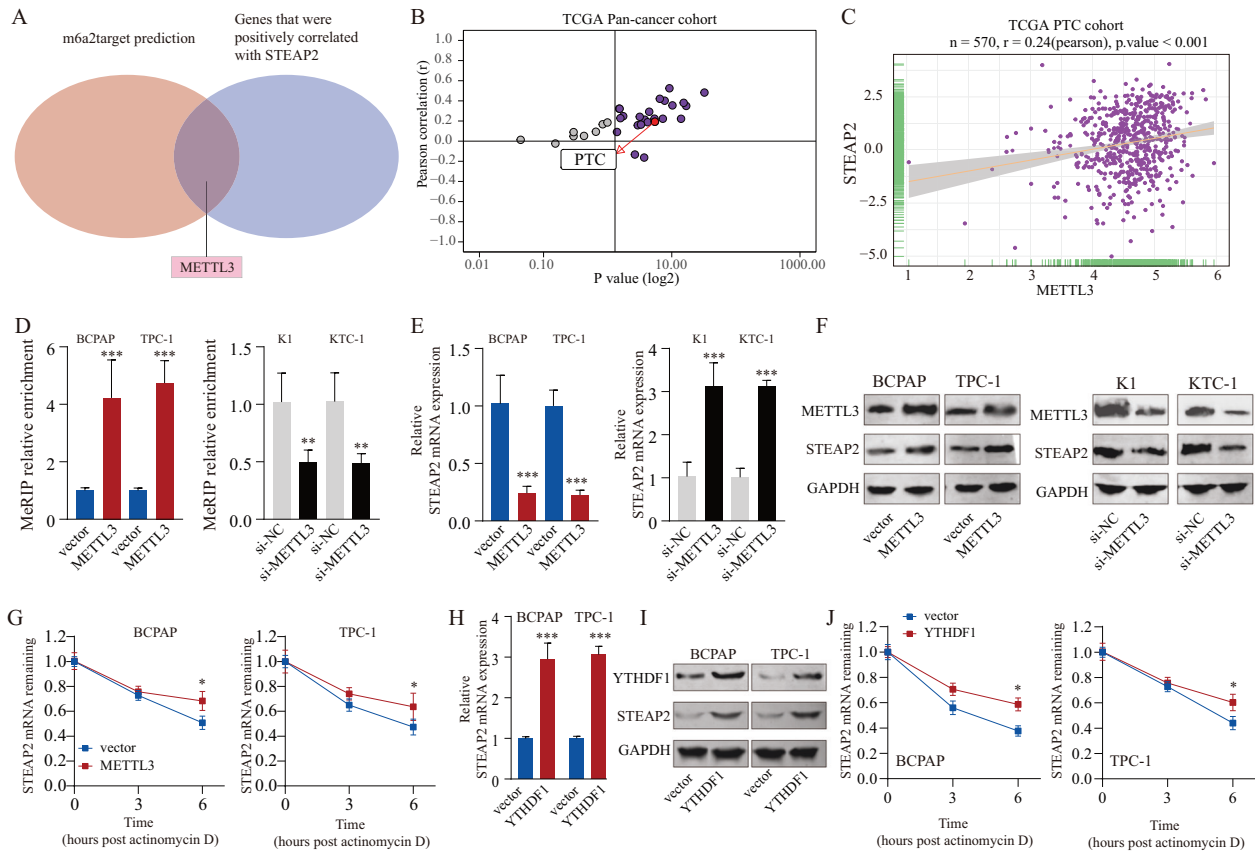 A
m6a2target prediction
Genes that were
positively correlated
with STEAP2
METTL3
B
TCGA Pan-cancer cohort
Pearson correlation (r)
1.0
0.8
0.6
0.4
0.2
0.0
−0.2
−0.4
−0.6
−0.8
−1.0
PTC
0.01
0.10
10.00
1000.00
P value (log2)
C
TCGA PTC cohort
n = 570, r = 0.24(pearson), p.value < 0.001
STEAP2
2.5
0.0
−2.5
−5.0
1
2
3
4
5
6
METTL3
D
BCPAP
TPC-1
MeRIP relative enrichment
6
4
2
0
***
***
vector
METTL3
vector
METTL3
K1
KTC-1
MeRIP relative enrichment
1.5
1.0
0.5
0.0
**
**
si-NC
si-METTL3
si-NC
si-METTL3
E
BCPAP
TPC-1
Relative
STEAP2 mRNA expression
1.5
1.0
0.5
0.0
***
***
vector
METTL3
vector
METTL3
K1
KTC-1
Relative
STEAP2 mRNA expression
4
3
2
1
0
***
***
si-NC
si-METTL3
si-NC
si-METTL3
F
BCPAP
TPC-1
METTL3
STEAP2
GAPDH
vector
METTL3
vector
METTL3
K1
KTC-1
METTL3
STEAP2
GAPDH
si-NC
si-METTL3
si-NC
si-METTL3
G
BCPAP
STEAP2 mRNA remaining
1.2
1.0
0.8
0.6
0.4
0.2
0.0
*
vector
METTL3
0
3
6
Time
(hours post actinomycin D)
TPC-1
STEAP2 mRNA remaining
1.2
1.0
0.8
0.6
0.4
0.2
0.0
*
0
3
6
Time
(hours post actinomycin D)
H
BCPAP
TPC-1
Relative
STEAP2 mRNA expression
4
3
2
1
0
***
***
vector
YTHDF1
vector
YTHDF1
I
BCPAP
TPC-1
YTHDF1
STEAP2
GAPDH
vector
YTHDF1
vector
YTHDF1
J
vector
YTHDF1
STEAP2 mRNA remaining
1.2
1.0
0.8
0.6
0.4
0.2
0.0
*
BCPAP
0
3
6
Time
(hours post actinomycin D)
STEAP2 mRNA remaining
1.2
1.0
0.8
0.6
0.4
0.2
0.0
*
TPC-1
0
3
6
Time
(hours post actinomycin D)